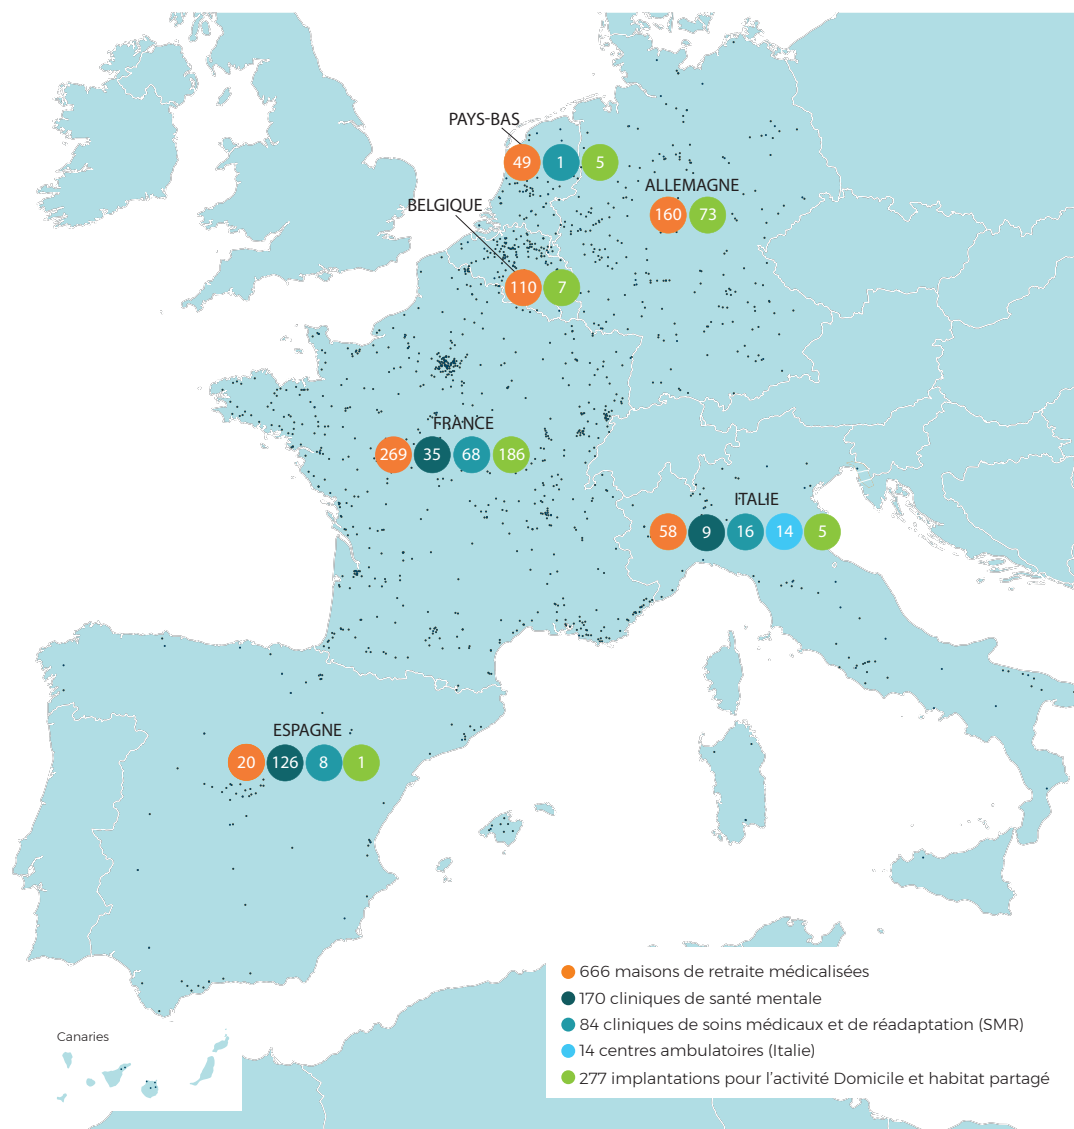 PAYS-BAS
49 1 5
ALLEMAGNE
160 73
BELGIQUE
110 7
FRANCE
269 35 68 186
ITALIE
58 9 16 14 5
ESPAGNE
20 126 8 1
666 maisons de retraite médicalisées
170 cliniques de santé mentale
84 cliniques de soins médicaux et de réadaptation (SMR)
14 centres ambulatoires (Italie)
277 implantations pour l'activité Domicile et habitat partagé
Canaries